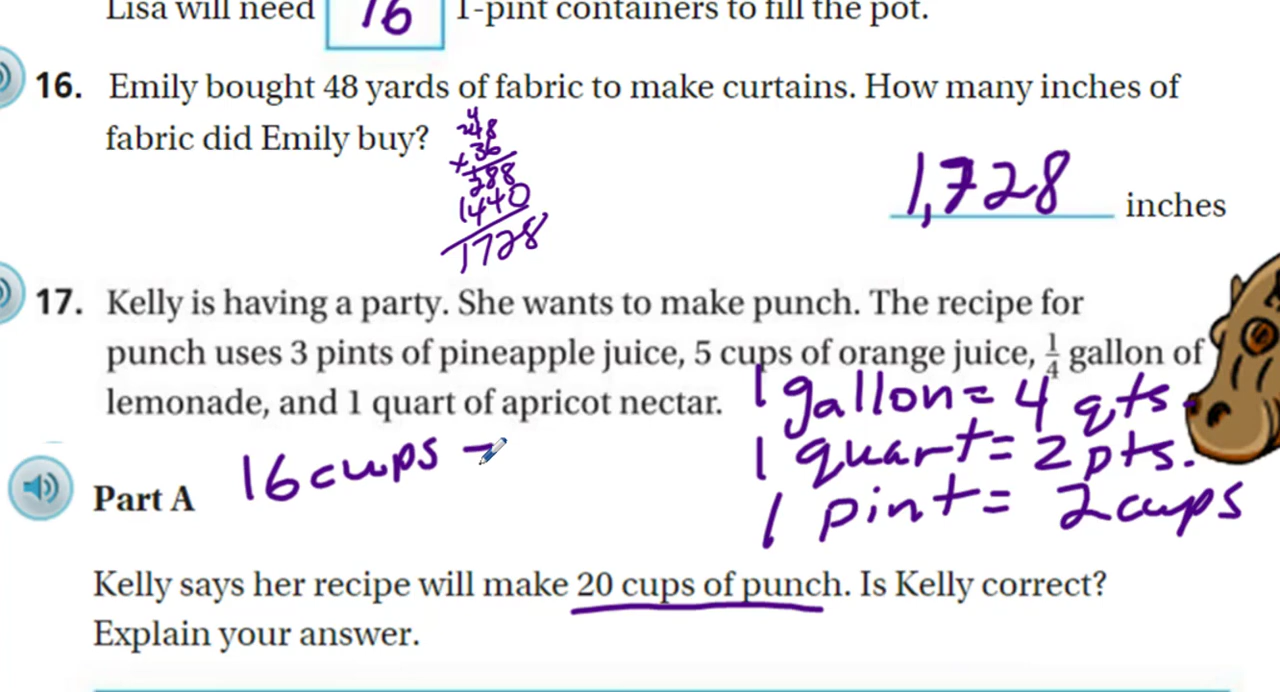 Lisa will need 16 1-pint containers to fill the pot.
16. Emily bought 48 yards of fabric to make curtains. How many inches of
fabric did Emily buy?
4
248
× 36
288
1440
1728
1,728 inches
17. Kelly is having a party. She wants to make punch. The recipe for
punch uses 3 pints of pineapple juice, 5 cups of orange juice, 1/4 gallon of
lemonade, and 1 quart of apricot nectar.
1 gallon = 4 qts.
1 quart = 2 pts.
1 pint = 2 cups
16 cups -
Part A
Kelly says her recipe will make 20 cups of punch. Is Kelly correct?
Explain your answer.